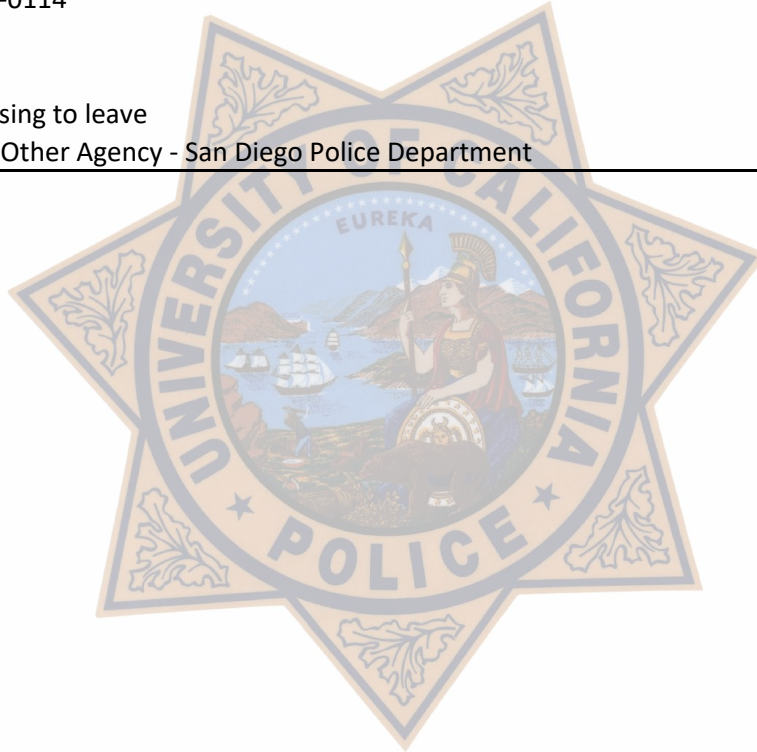 -0114
sing to leave
Other Agency - San Diego Police Department
UNIVERSITY OF CALIFORNIA
EUREKA
POLICE